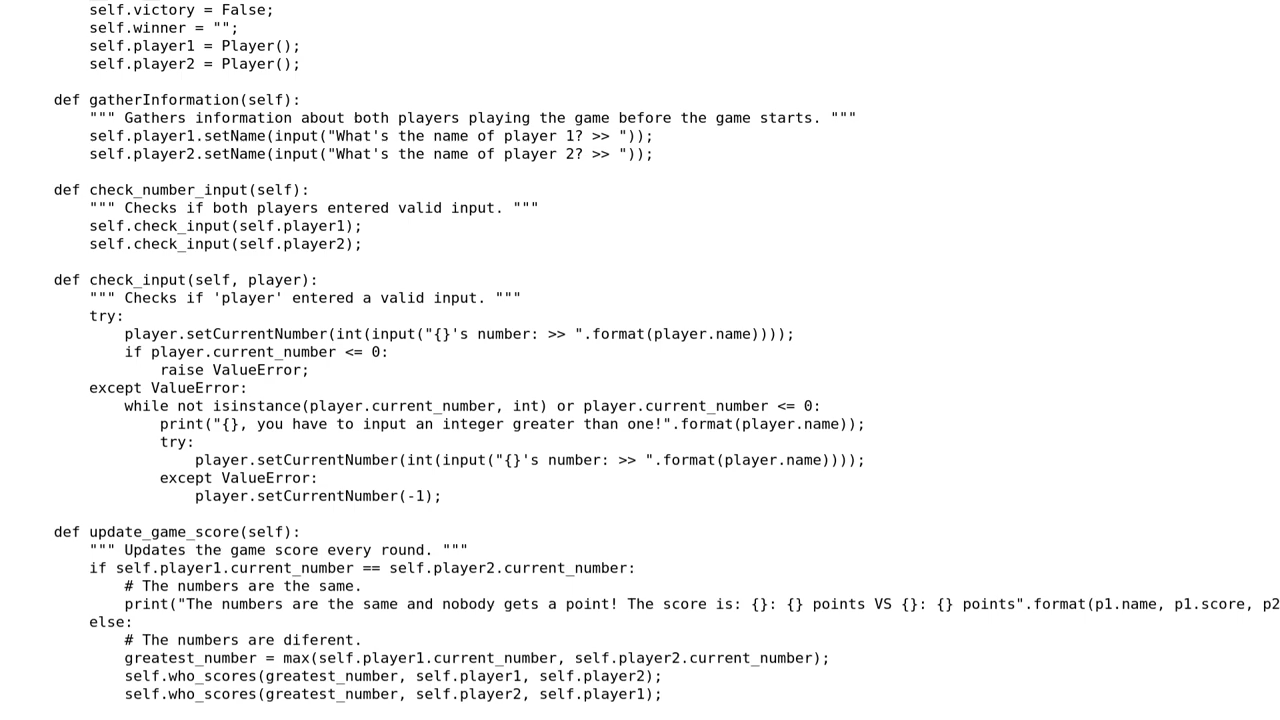 self.victory = False;
self.winner = "";
self.player1 = Player();
self.player2 = Player();
def gatherInformation(self):
""" Gathers information about both players playing the game before the game starts. """
self.player1.setName(input("What's the name of player 1? >> "));
self.player2.setName(input("What's the name of player 2? >> "));
def check_number_input(self):
""" Checks if both players entered valid input. """
self.check_input(self.player1);
self.check_input(self.player2);
def check_input(self, player):
""" Checks if 'player' entered a valid input. """
try:
player.setCurrentNumber(int(input("{}'s number: >> ".format(player.name))));
if player.current_number <= 0:
raise ValueError;
except ValueError:
while not isinstance(player.current_number, int) or player.current_number <= 0:
print("{}, you have to input an integer greater than one!".format(player.name));
try:
player.setCurrentNumber(int(input("{}'s number: >> ".format(player.name))));
except ValueError:
player.setCurrentNumber(-1);
def update_game_score(self):
""" Updates the game score every round. """
if self.player1.current_number == self.player2.current_number:
# The numbers are the same.
print("The numbers are the same and nobody gets a point! The score is: {}: {} points VS {}: {} points".format(p1.name, p1.score, p2
else:
# The numbers are diferent.
greatest_number = max(self.player1.current_number, self.player2.current_number);
self.who_scores(greatest_number, self.player1, self.player2);
self.who_scores(greatest_number, self.player2, self.player1);